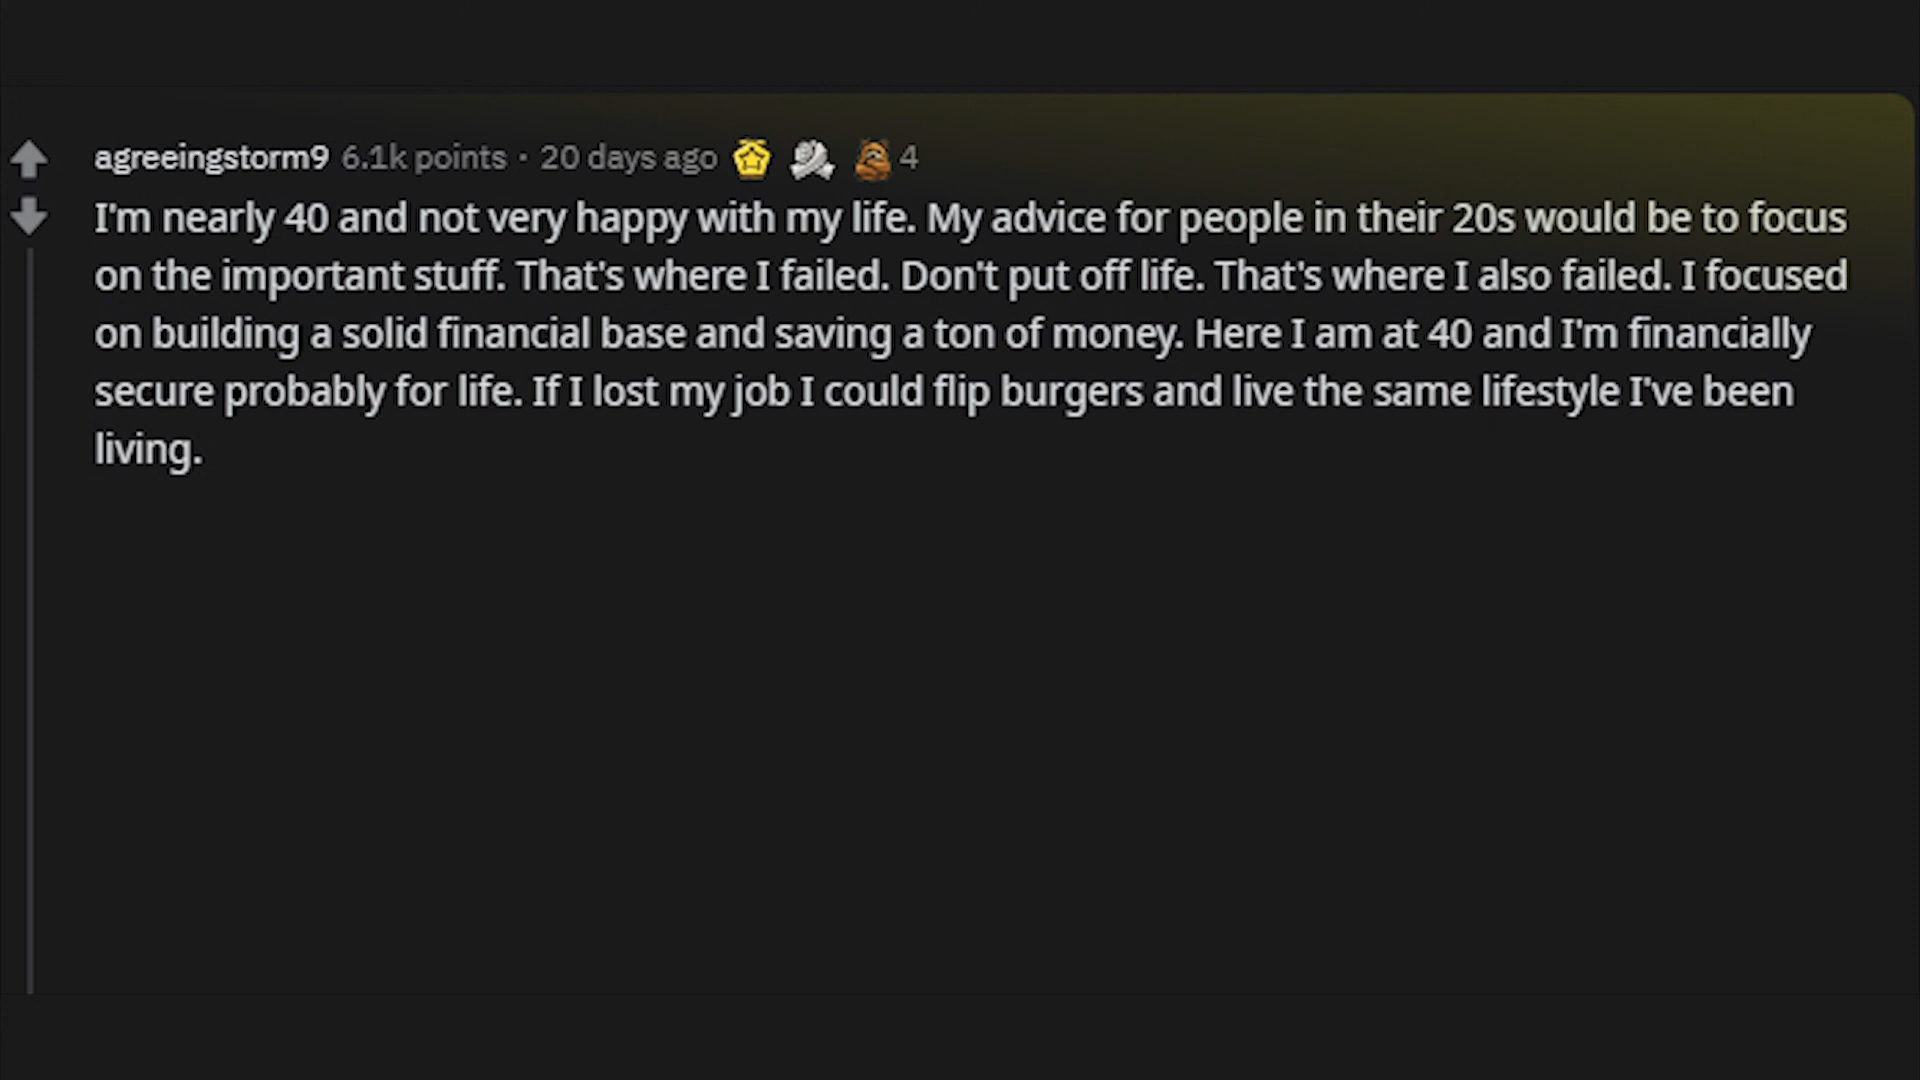 agreeingstorm9 6.1k points · 20 days ago 4
I'm nearly 40 and not very happy with my life. My advice for people in their 20s would be to focus
on the important stuff. That's where I failed. Don't put off life. That's where I also failed. I focused
on building a solid financial base and saving a ton of money. Here I am at 40 and I'm financially
secure probably for life. If I lost my job I could flip burgers and live the same lifestyle I've been
living.